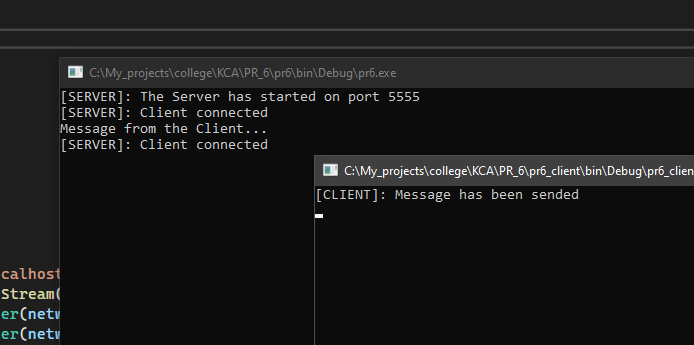 C:\My_projects\college\KCA\PR_6\pr6\bin\Debug\pr6.exe
[SERVER]: The Server has started on port 5555
[SERVER]: Client connected
Message from the Client...
[SERVER]: Client connected
C:\My_projects\college\KCA\PR_6\pr6_client\bin\Debug\pr6_clien
[CLIENT]: Message has been sended
calhost
Stream(
er(netw
er(netw